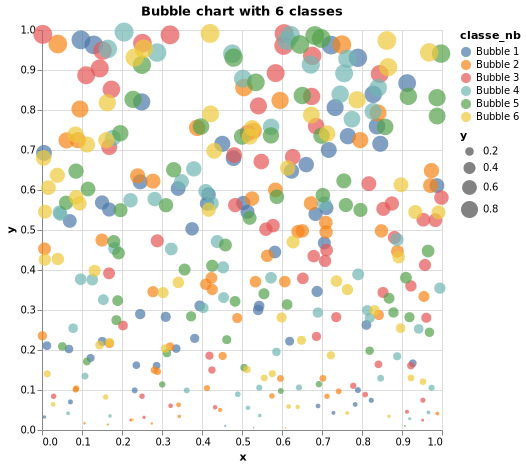 Bubble chart with 6 classes
1.0
0.9
0.8
0.7
0.6
0.5
0.4
0.3
0.2
0.1
0.0
y
0.0 0.1 0.2 0.3 0.4 0.5 0.6 0.7 0.8 0.9 1.0
x
classe_nb
Bubble 1
Bubble 2
Bubble 3
Bubble 4
Bubble 5
Bubble 6
y
0.2
0.4
0.6
0.8